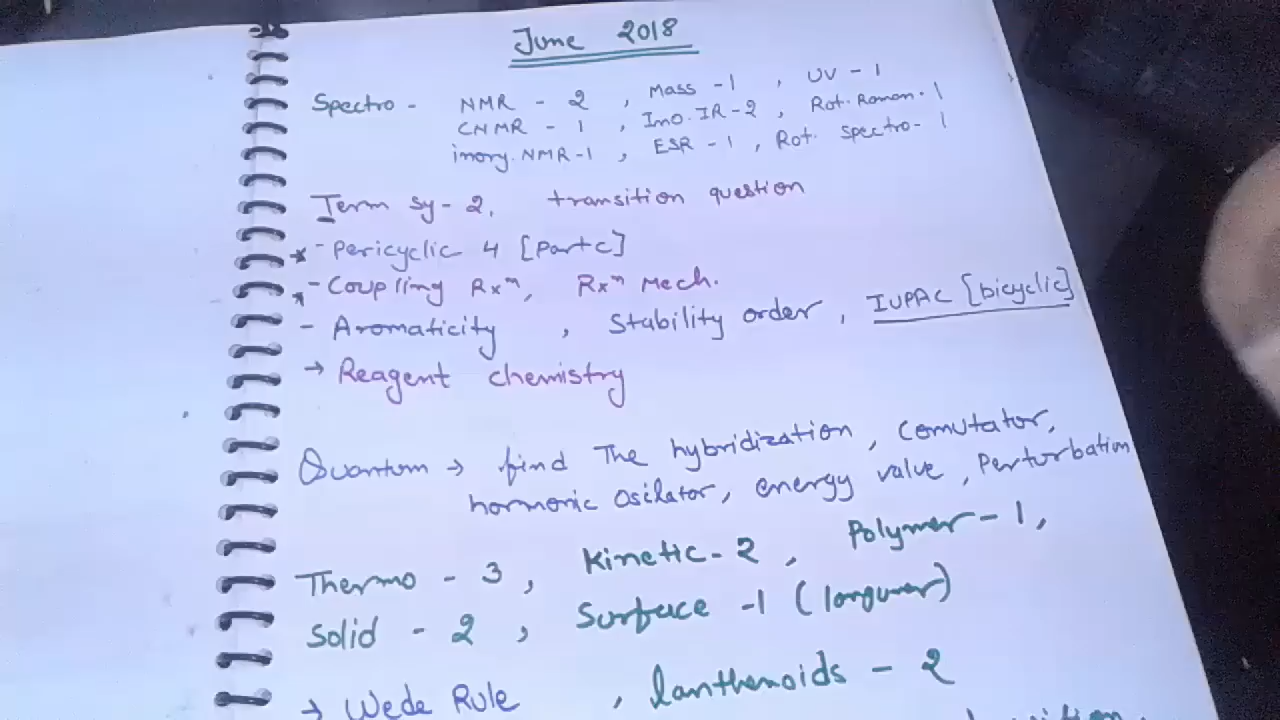 June 2018
Spectro - NMR - 2 , Mass - 1 , UV - 1
CNMR - 1 , Ino. IR - 2 , Rot. Raman. 1
inorg. NMR - 1 , ESR - 1 , Rot. Spectro - 1
Term Sy - 2, transition question
* - Pericyclic 4 [Part C]
* - Coupling Rxⁿ, Rxⁿ Mech.
- Aromaticity , Stability order , IUPAC [bicyclic]
→ Reagent chemistry
Quantum → find The hybridization , Comutator,
harmonic Oscilator, energy value , Perturbation
Thermo - 3 , Kinetic - 2 , Polymer - 1 ,
Solid - 2 , Surface - 1 (langumar)
→ Wede Rule , lanthenoids - 2